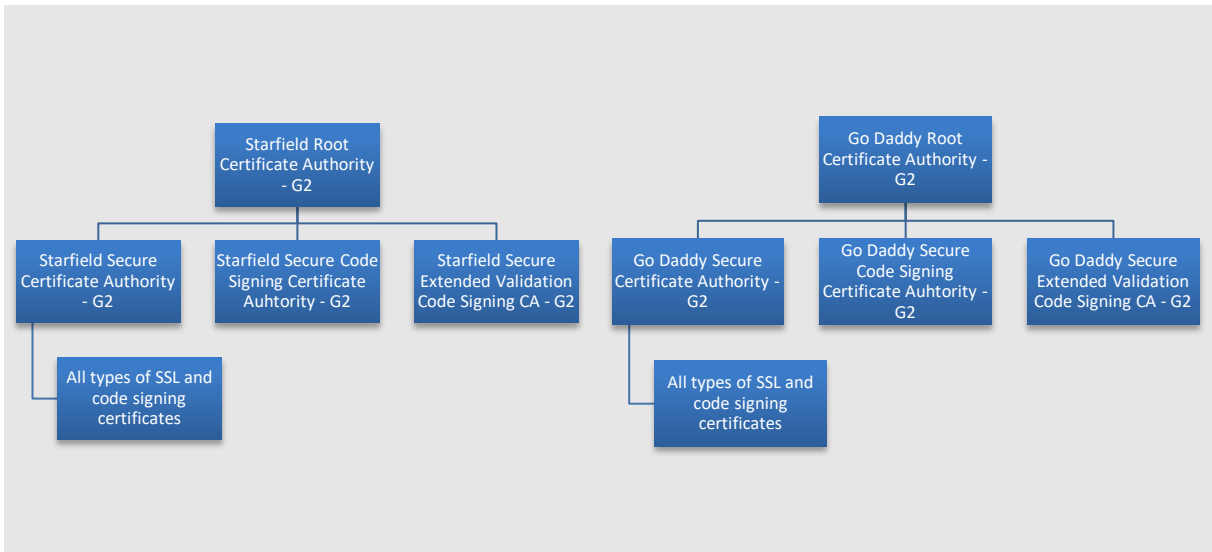 Starfield Root
Certificate Authority
- G2
Go Daddy Root
Certificate Authority -
G2
Starfield Secure
Certificate Authority
- G2
Starfield Secure Code
Signing Certificate
Auhtority - G2
Starfield Secure
Extended Validation
Code Signing CA - G2
Go Daddy Secure
Certificate Authority -
G2
Go Daddy Secure
Code Signing
Certificate Auhtority -
G2
Go Daddy Secure
Extended Validation
Code Signing CA - G2
All types of SSL and
code signing
certificates
All types of SSL and
code signing
certificates